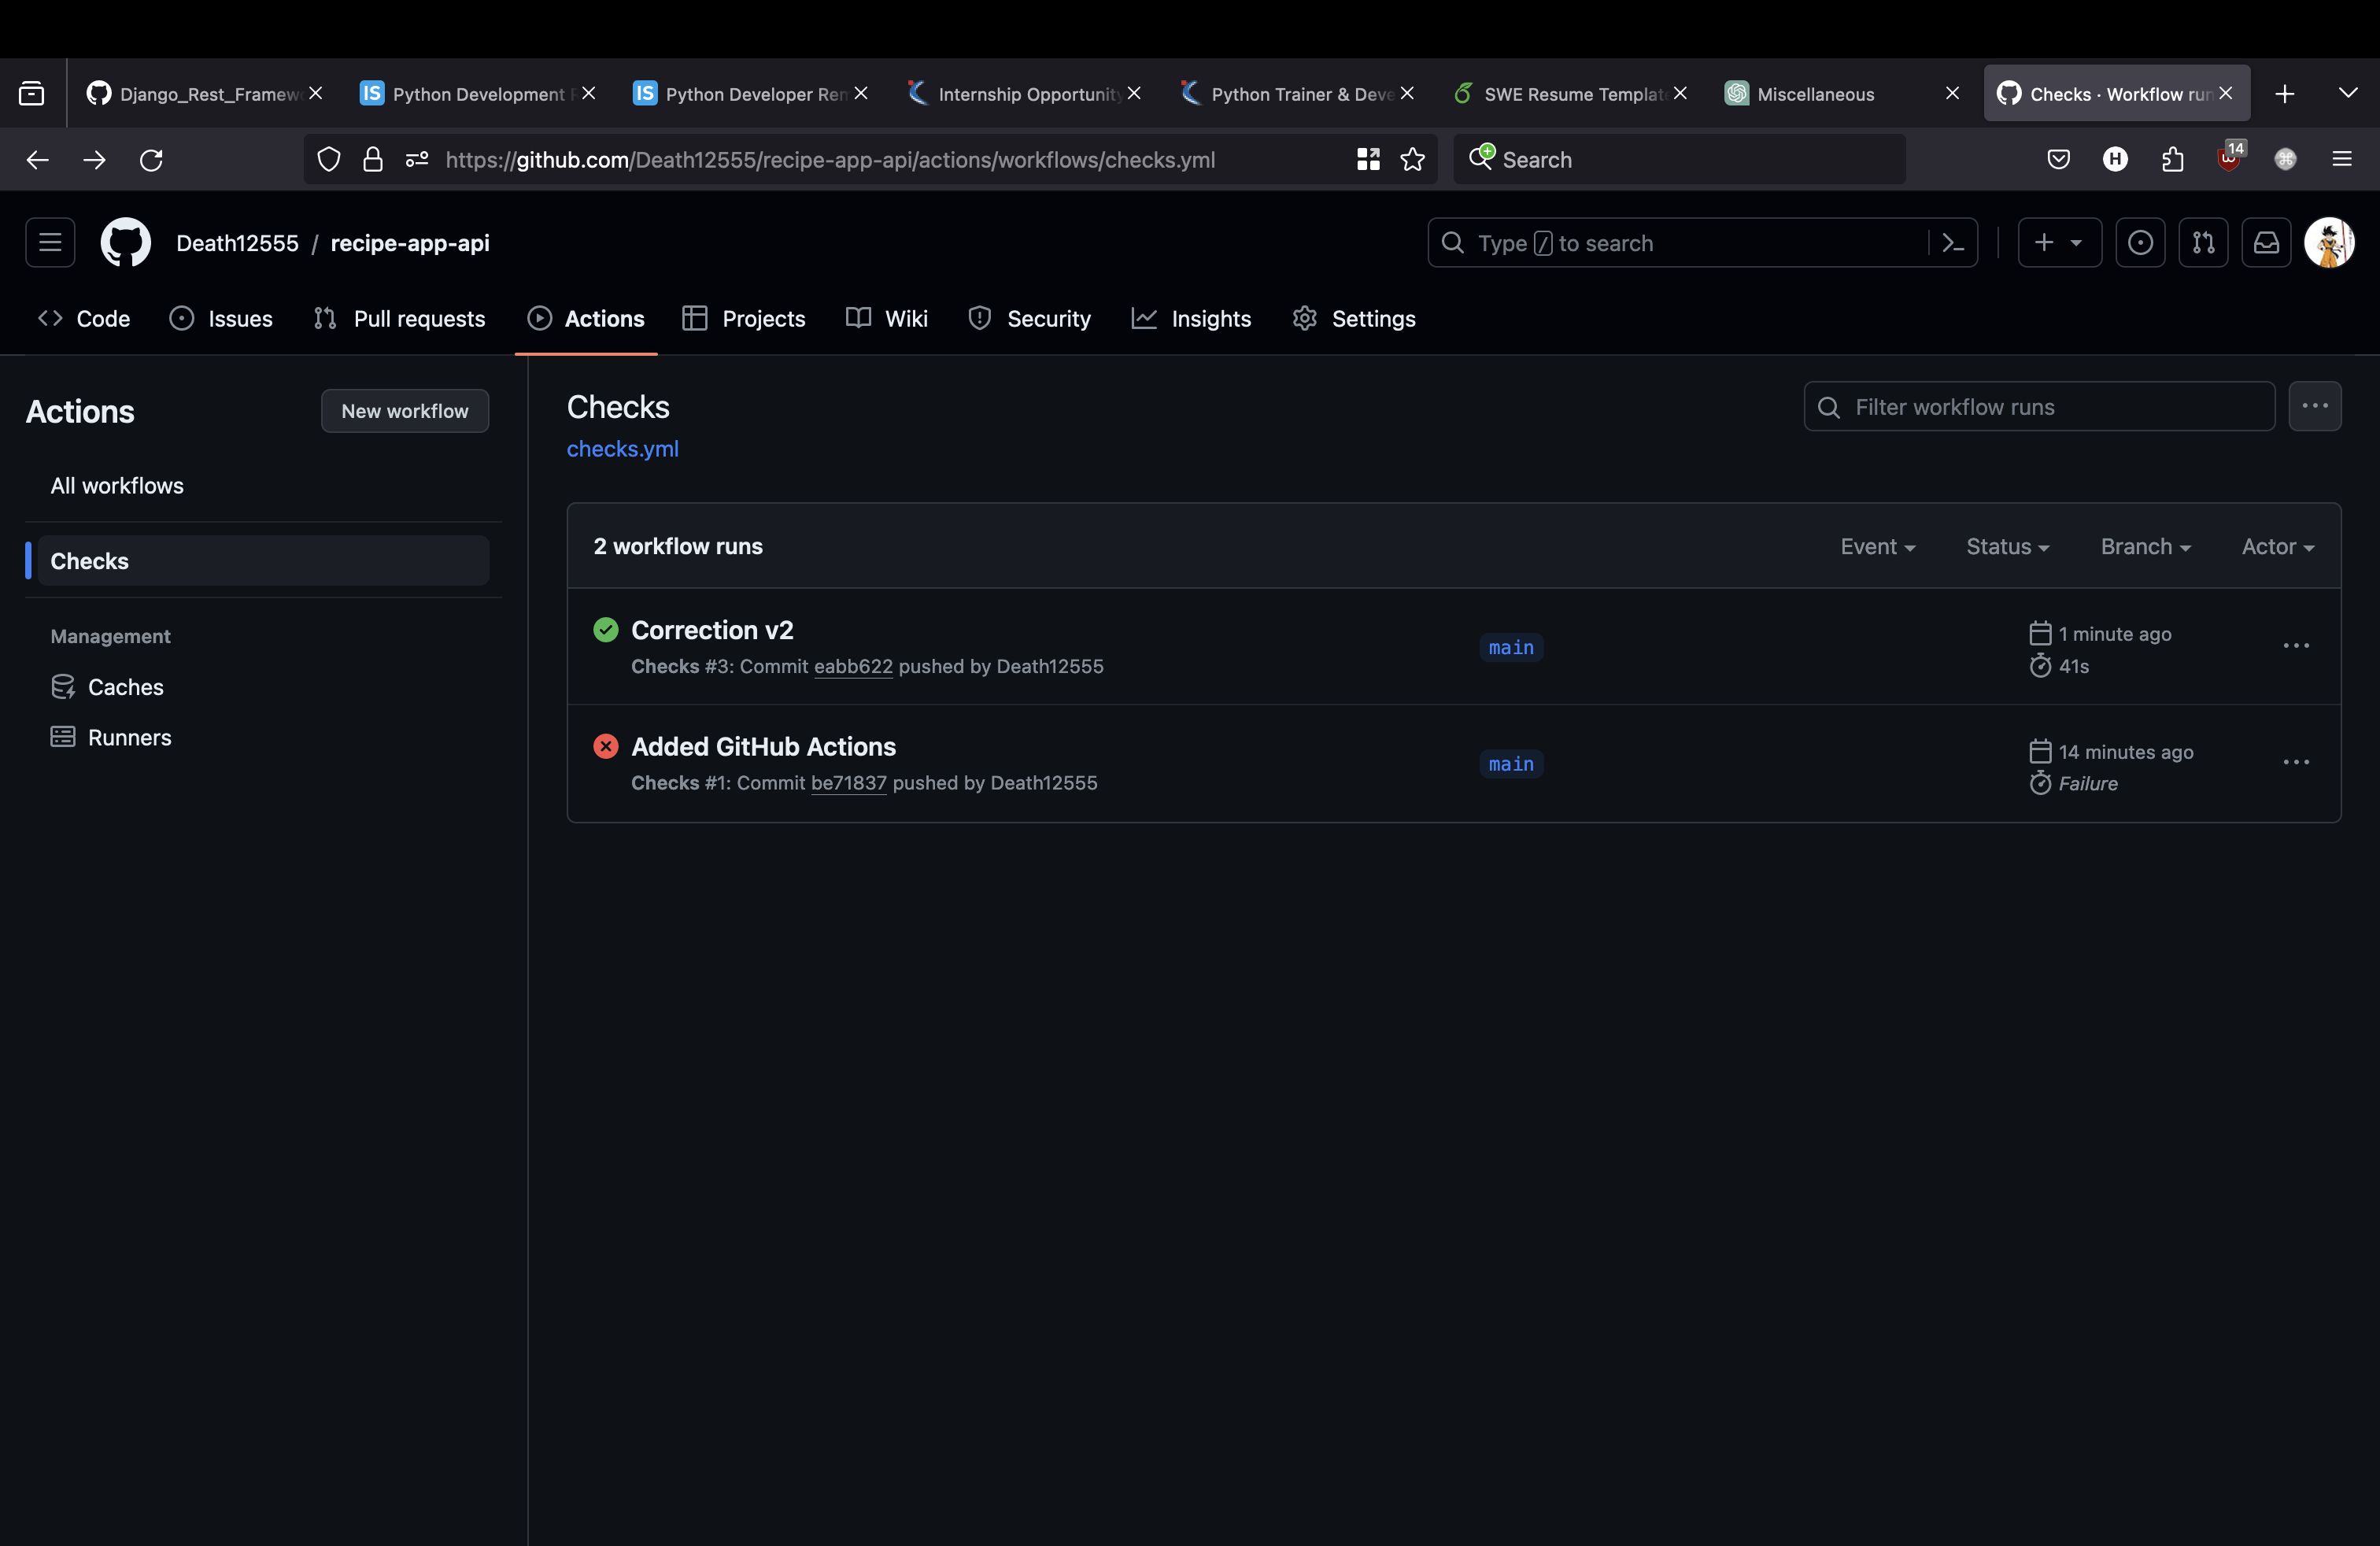 Django_Rest_Framew
Python Development
Python Developer Rem
Internship Opportunity
Python Trainer & Deve
SWE Resume Templat
Miscellaneous
Checks · Workflow run
https://github.com/Death12555/recipe-app-api/actions/workflows/checks.yml
Search
14
Death12555 / recipe-app-api
Type / to search
Code
Issues
Pull requests
Actions
Projects
Wiki
Insights
Security
Settings
Actions
New workflow
All workflows
Checks
Management
Caches
Runners
Checks
checks.yml
Filter workflow runs
2 workflow runs
Event
Status
Branch
Actor
Correction v2
Checks #3: Commit eabb622 pushed by Death12555
main
1 minute ago
41s
Added GitHub Actions
Checks #1: Commit be71837 pushed by Death12555
main
14 minutes ago
Failure